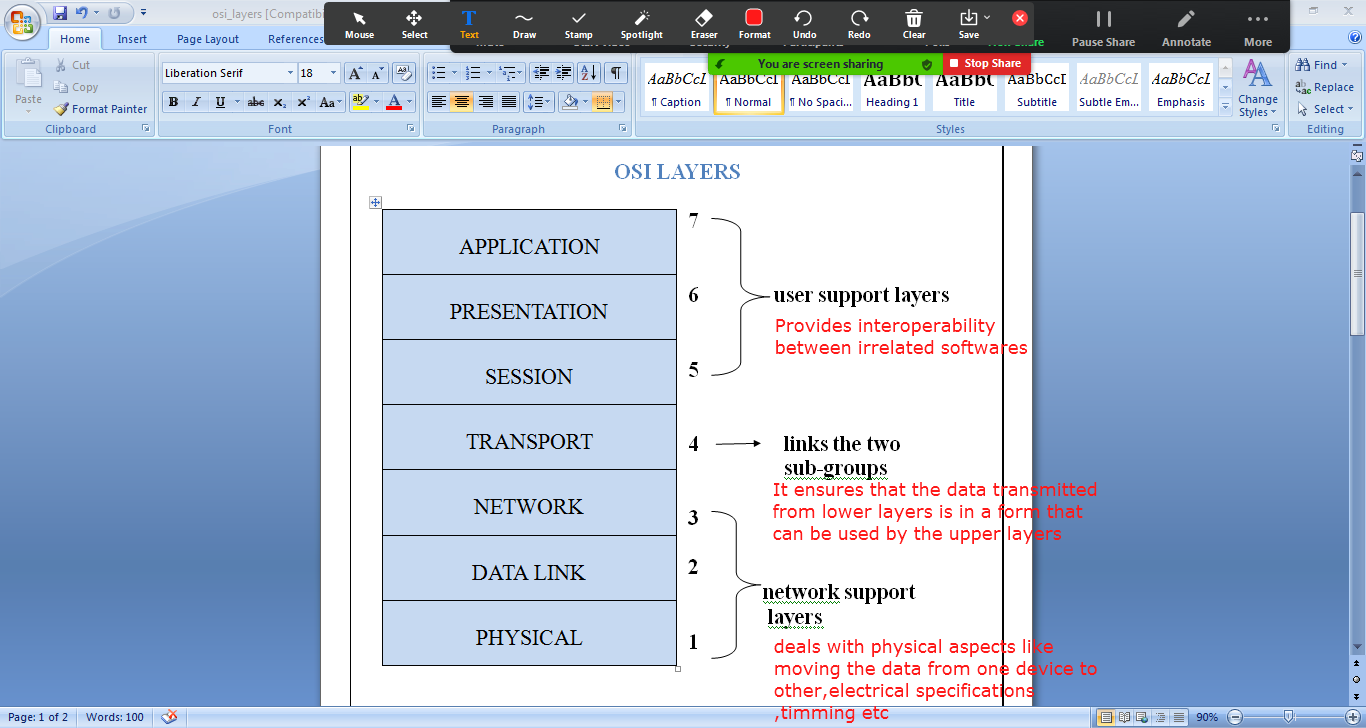 osi_layers [Compatibi
Mouse Select Text Draw Stamp Spotlight Eraser Format Undo Redo Clear Save
Pause Share Annotate More
You are screen sharing Stop Share
Home Insert Page Layout References
Paste
Cut
Copy
Format Painter
Clipboard
Liberation Serif 18
B I U abc x₂ x² Aa
Font
Paragraph
AaBbCcI AaBbCcI AaBbCcI AaBbC AaBbC AaBbCcI AaBbCcI AaBbCcI
¶ Caption ¶ Normal ¶ No Spaci... Heading 1 Title Subtitle Subtle Em... Emphasis
Change
Styles
Styles
Find
Replace
Select
Editing
OSI LAYERS
APPLICATION 7
PRESENTATION 6
user support layers
Provides interoperability
between irrelated softwares
SESSION 5
TRANSPORT 4
links the two
sub-groups
It ensures that the data transmitted
from lower layers is in a form that
can be used by the upper layers
NETWORK 3
DATA LINK 2
network support
layers
PHYSICAL 1
deals with physical aspects like
moving the data from one device to
other,electrical specifications
,timming etc
Page: 1 of 2 Words: 100 90%